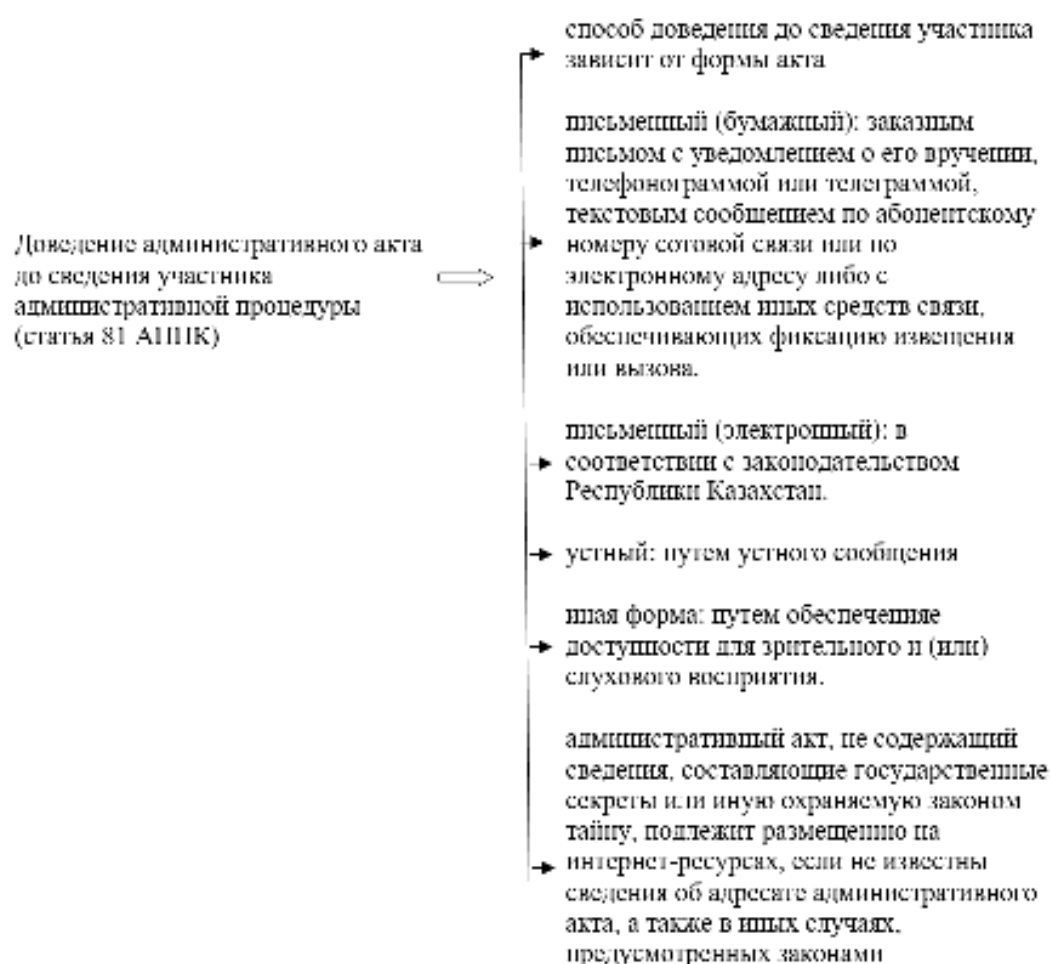 способ доведения до сведения участника
зависит от формы акта
письменный (бумажный): заказным
письмом с уведомлением о его вручении,
телефонограммой или телеграммой,
текстовым сообщением по абонентскому
номеру сотовой связи или по
электронному адресу либо с
использованием иных средств связи,
обеспечивающих фиксацию извещения
или вызова.
Доведение административного акта
до сведения участника
административной процедуры
(статья 81 АППК)
письменный (электронный): в
соответствии с законодательством
Республики Казахстан.
устный: путем устного сообщения
иная форма: путем обеспеченияе
доступности для зрительного и (или)
слухового восприятия.
административный акт, не содержащий
сведения, составляющие государственные
секреты или иную охраняемую законом
тайну, подлежит размещению на
интернет-ресурсах, если не известны
сведения об адресате административного
акта, а также в иных случаях,
предусмотренных законами